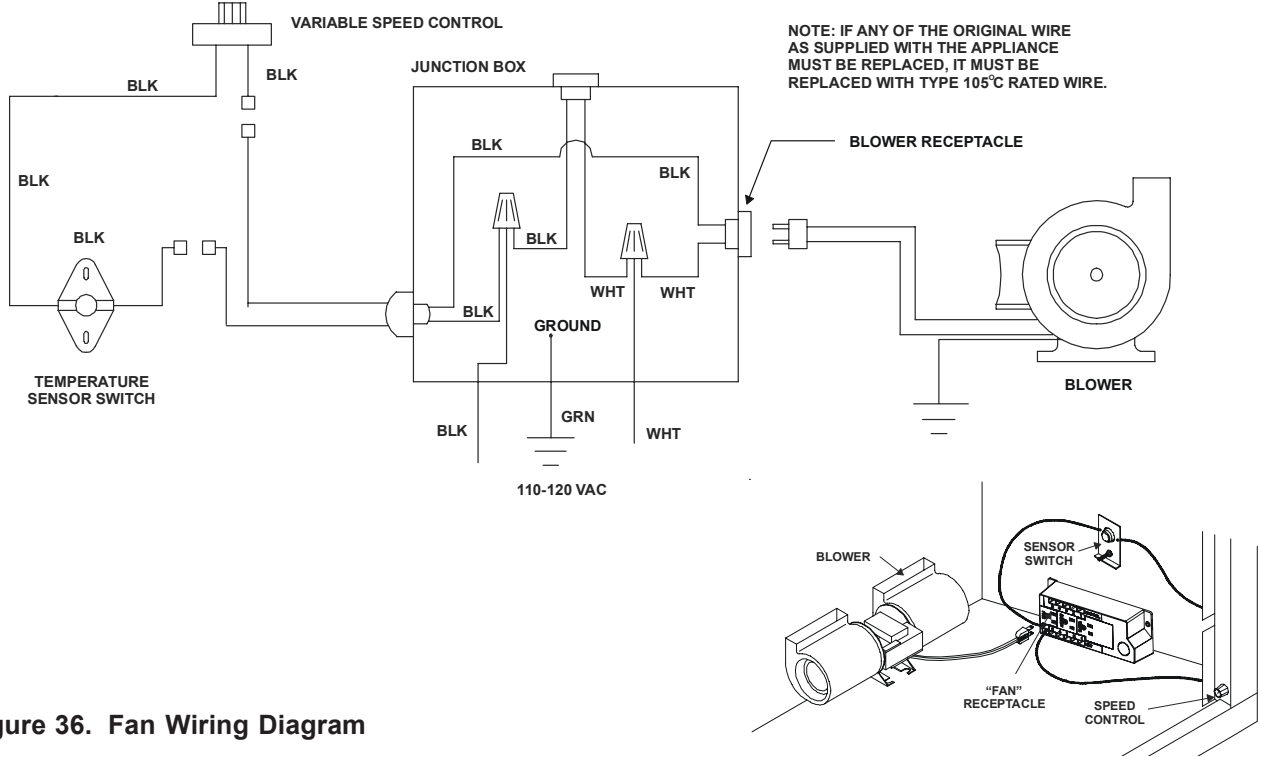 VARIABLE SPEED CONTROL
NOTE: IF ANY OF THE ORIGINAL WIRE
AS SUPPLIED WITH THE APPLIANCE
MUST BE REPLACED, IT MUST BE
REPLACED WITH TYPE 105°C RATED WIRE.
JUNCTION BOX
BLK
BLK
BLK
BLOWER RECEPTACLE
BLK
BLK
BLK
BLK
WHT
WHT
BLK
GROUND
TEMPERATURE
SENSOR SWITCH
BLOWER
GRN
BLK
WHT
110-120 VAC
BLOWER
SENSOR
SWITCH
“FAN”
RECEPTACLE
SPEED
CONTROL
gure 36. Fan Wiring Diagram